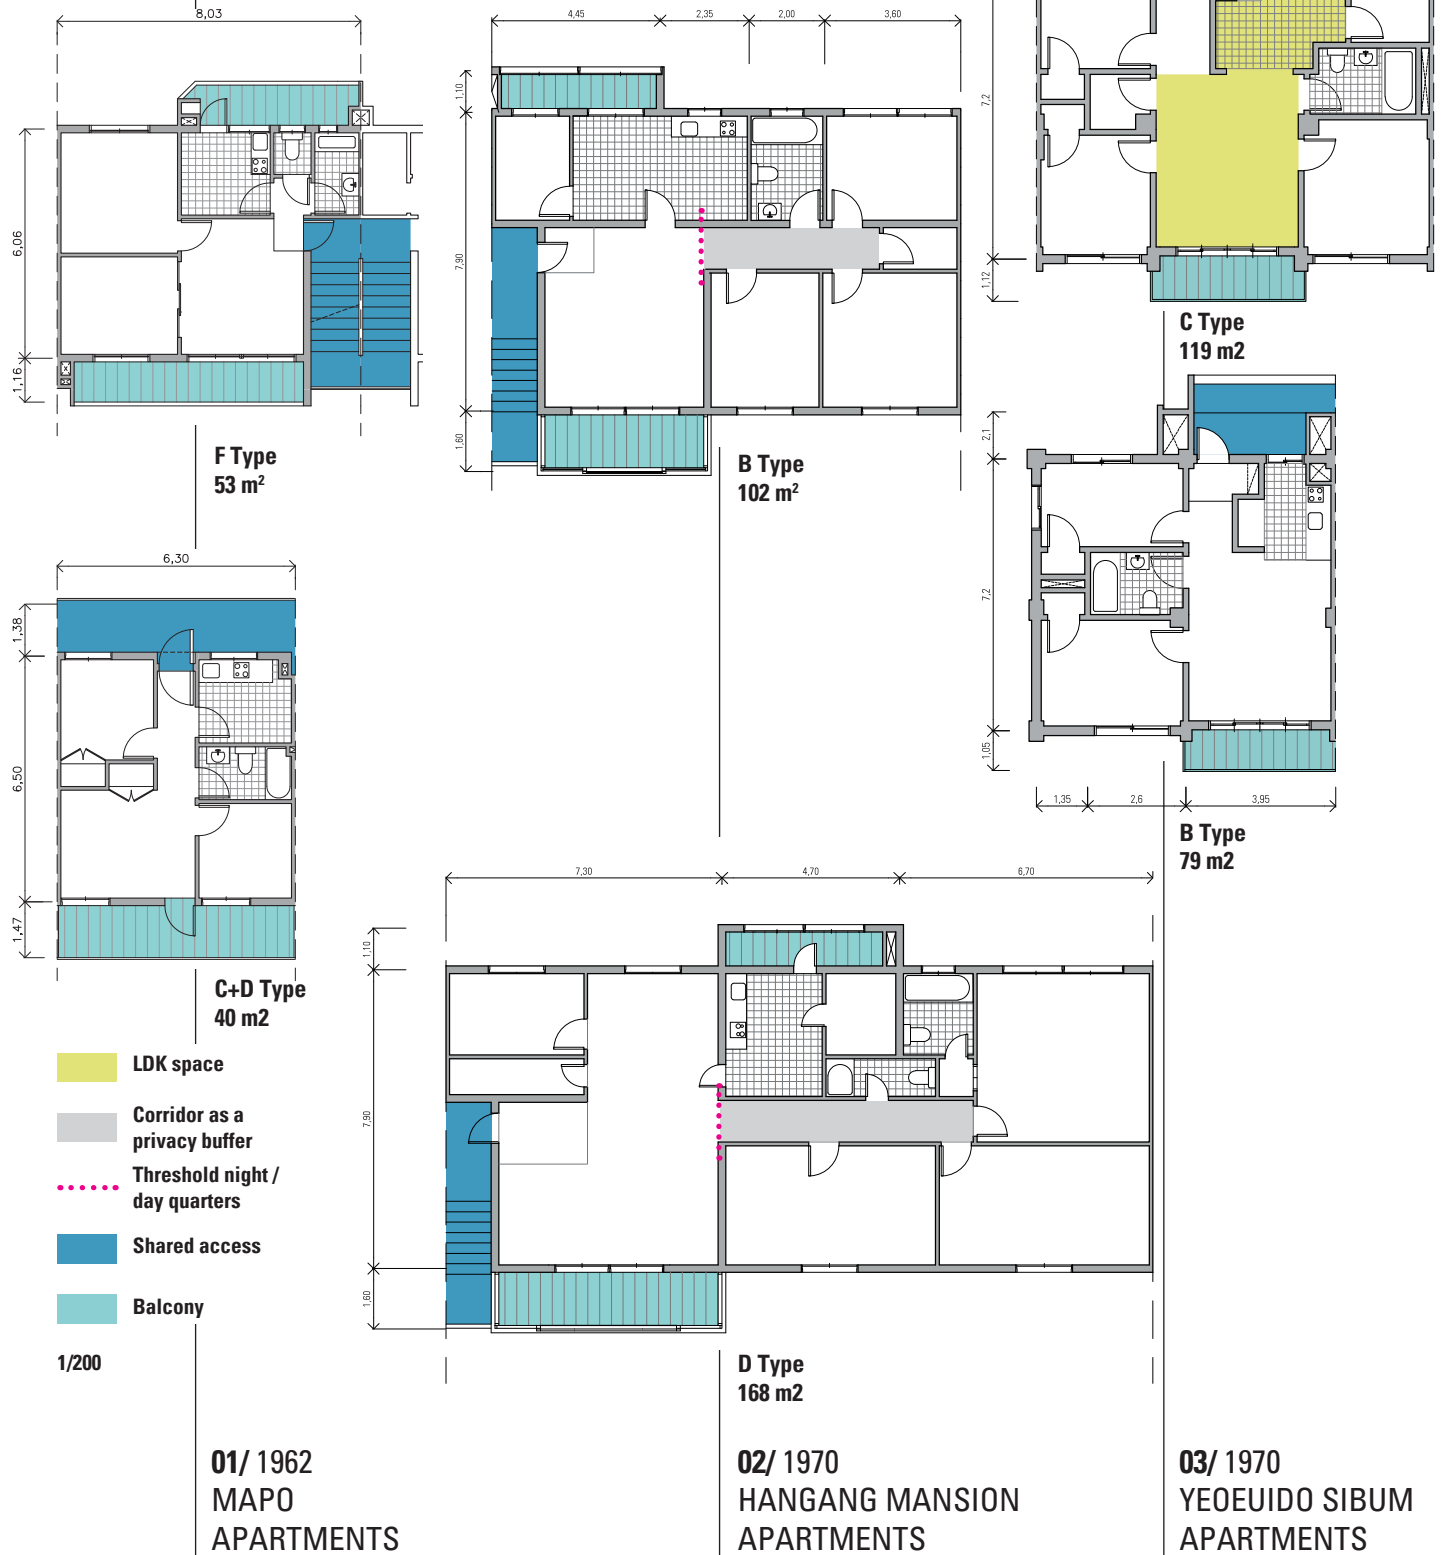 8,03
6,06
1,16
F Type
53 m²
6,30
1,38
6,50
1,47
C+D Type
40 m2
LDK space
Corridor as a
privacy buffer
Threshold night /
day quarters
Shared access
Balcony
1/200
01/ 1962
MAPO
APARTMENTS
4,45
2,35
2,00
3,60
1,10
7,90
1,60
B Type
102 m²
7,30
4,70
6,70
1,10
7,90
1,60
D Type
168 m2
02/ 1970
HANGANG MANSION
APARTMENTS
7,2
1,12
C Type
119 m2
2,1
7,2
1,05
1,35
2,6
3,95
B Type
79 m2
03/ 1970
YEOEUIDO SIBUM
APARTMENTS